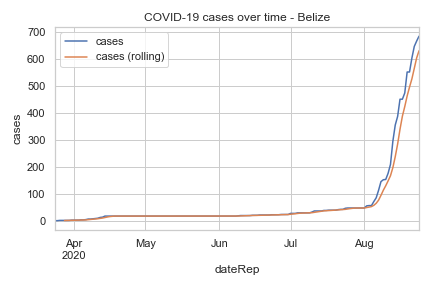 COVID-19 cases over time - Belize
cases
cases (rolling)
cases
700
600
500
400
300
200
100
0
Apr
2020
May
Jun
Jul
Aug
dateRep